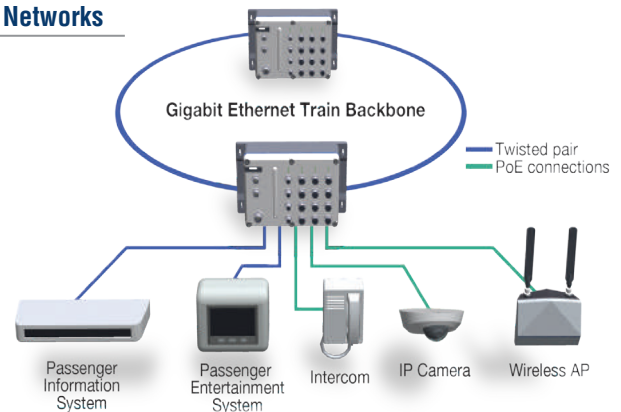 Networks
Gigabit Ethernet Train Backbone
Twisted pair
PoE connections
Passenger
Information
System
Passenger
Entertainment
System
Intercom
IP Camera
Wireless AP